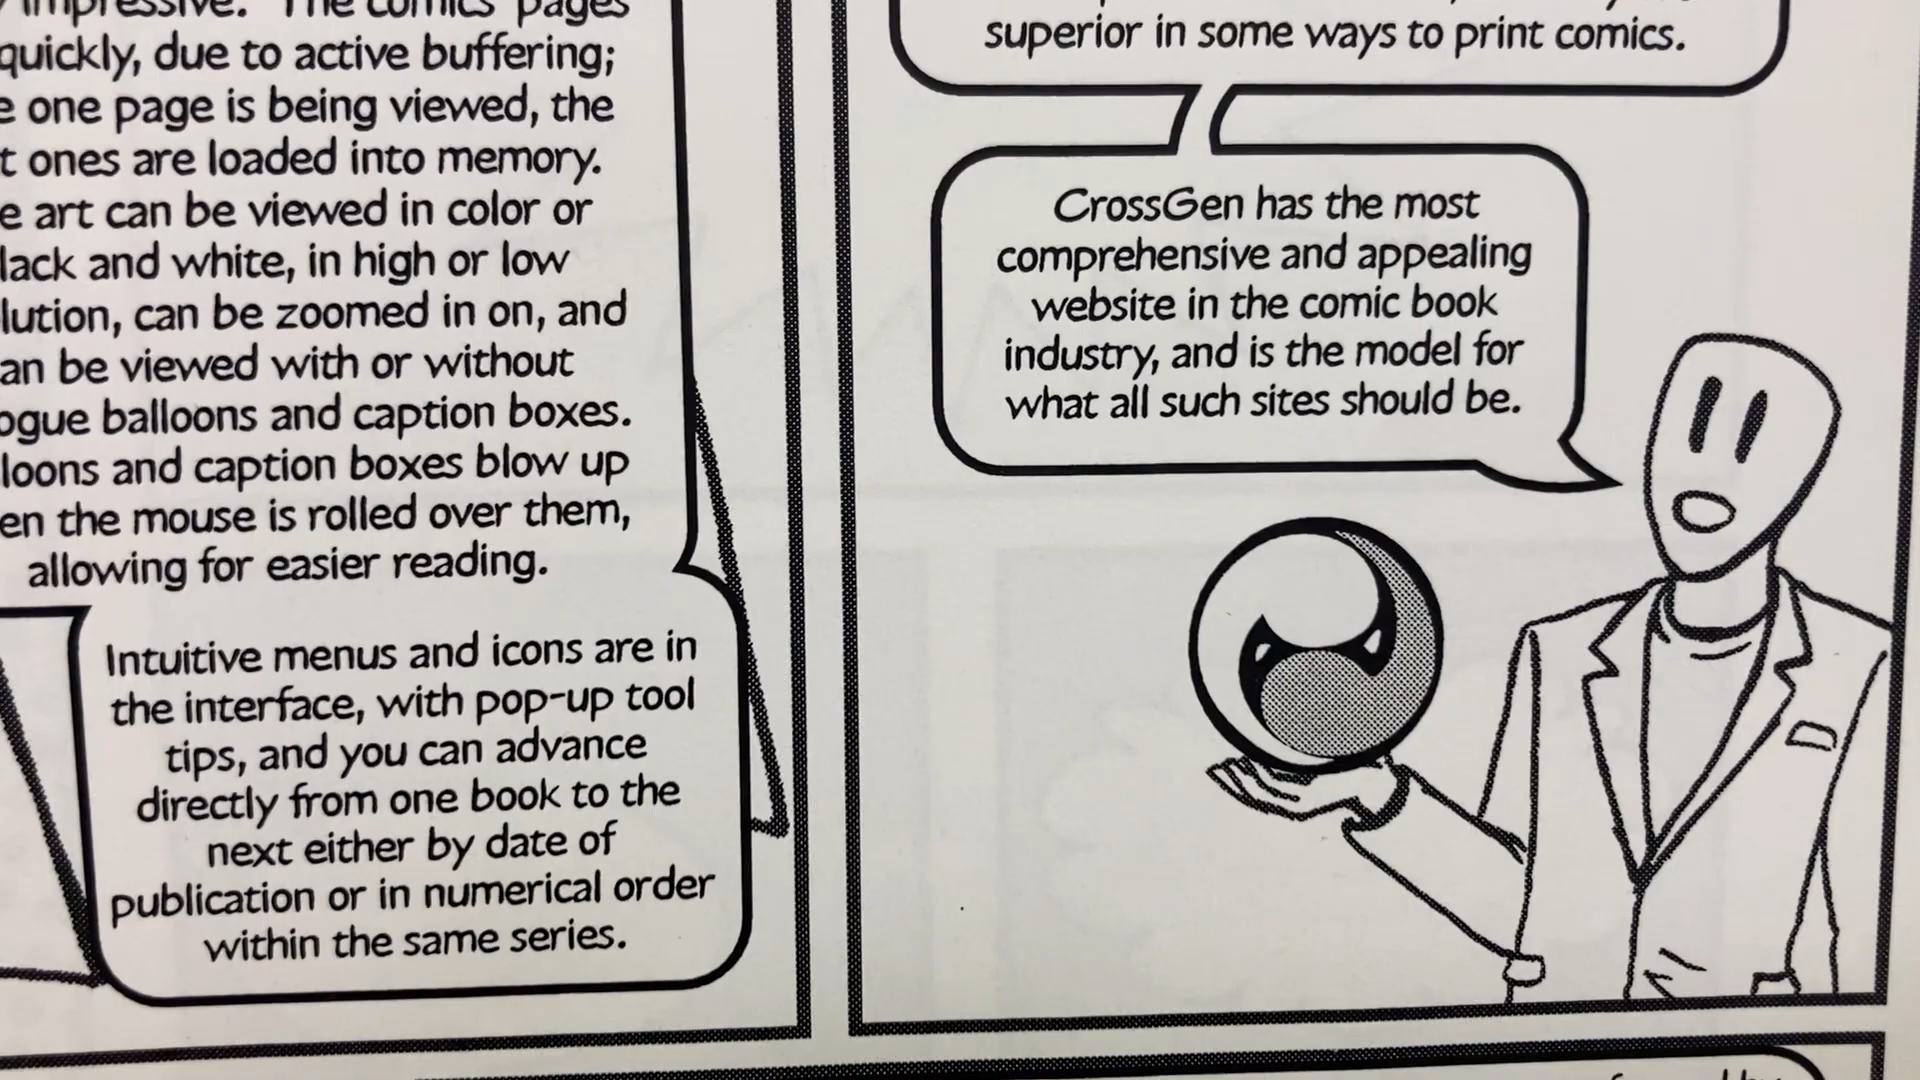 impressive. The comics pages
quickly, due to active buffering;
one page is being viewed, the
ones are loaded into memory.
art can be viewed in color or
and white, in high or low
can be zoomed in on, and
be viewed with or without
balloons and caption boxes.
and caption boxes blow up
the mouse is rolled over them,
allowing for easier reading.
Intuitive menus and icons are in
the interface, with pop-up tool
tips, and you can advance
directly from one book to the
next either by date of
publication or in numerical order
within the same series.
superior in some ways to print comics.
CrossGen has the most
comprehensive and appealing
website in the comic book
industry, and is the model for
what all such sites should be.